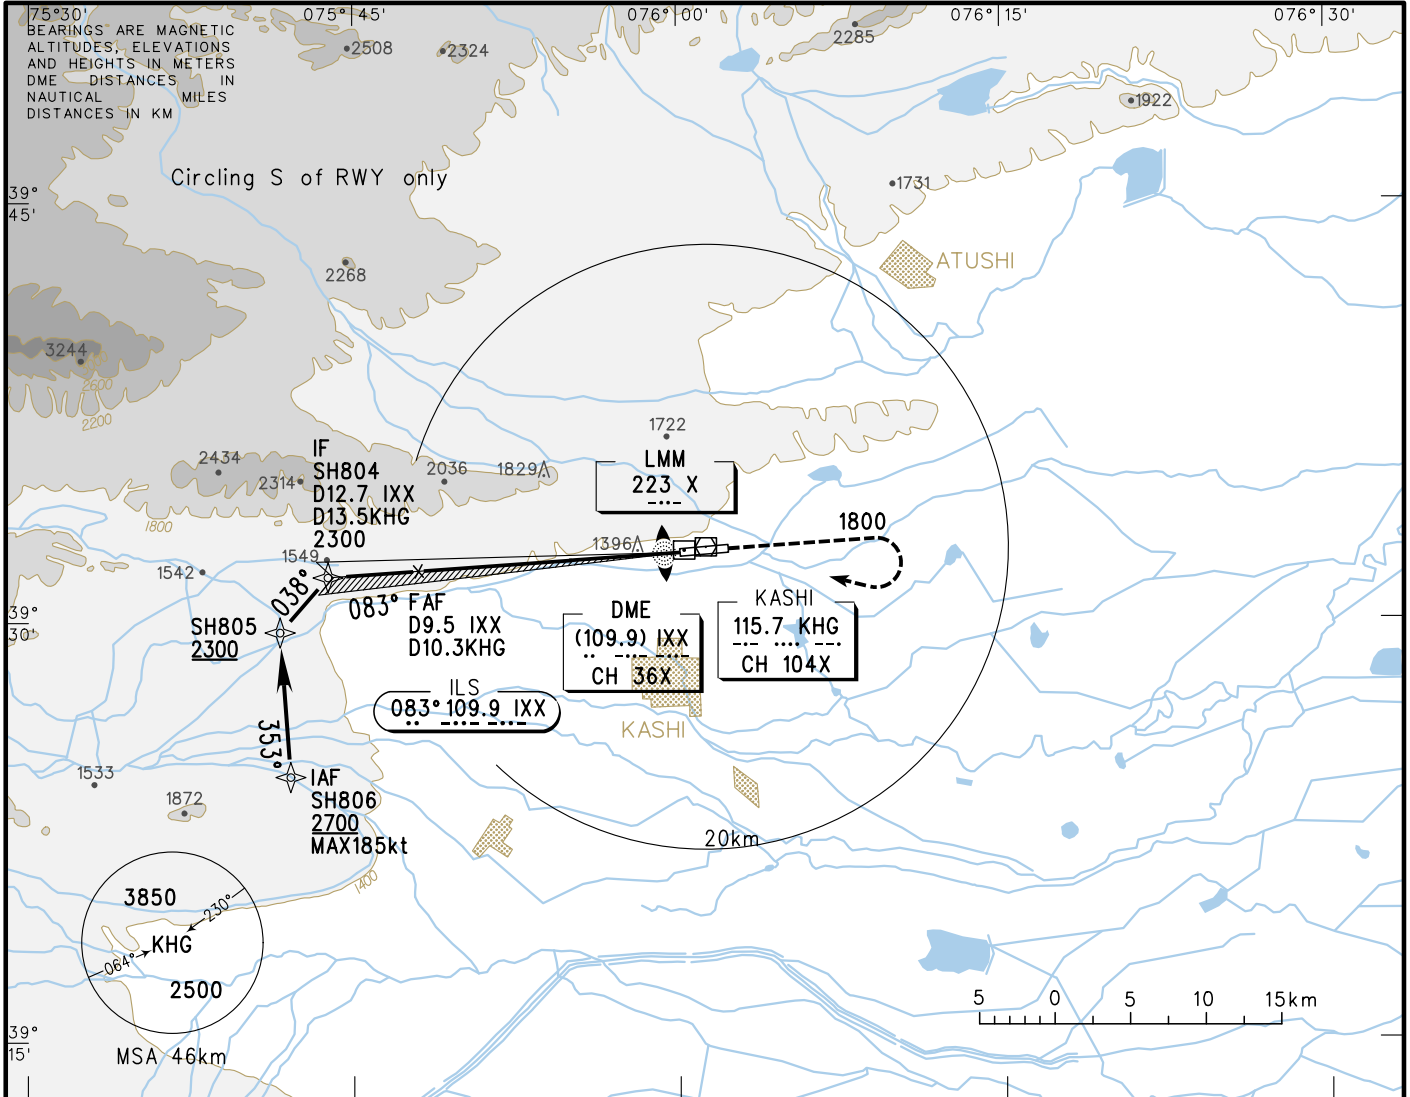 75°30'
075°45'
076°00'
076°15'
076°30'
BEARINGS ARE MAGNETIC
ALTITUDES, ELEVATIONS
AND HEIGHTS IN METERS
DME DISTANCES IN
NAUTICAL MILES
DISTANCES IN KM
2508
2324
2285
1922
Circling S of RWY only
39°
45'
1731
ATUSHI
2268
3244
2600
2200
1722
IF
SH804
D12.7 IXX
D13.5KHG
2300
2434
2314
2036
1829
LMM
223 X
-··-
1800
1800
1396
1549
1542
038°
083°
FAF
D9.5 IXX
D10.3KHG
39°
30'
SH805
2300
DME
(109.9) IXX
·· -··- -··-
CH 36X
KASHI
115.7 KHG
-·- ···· --·
CH 104X
ILS
083° 109.9 IXX
·· -··- -··-
KASHI
353°
1533
1872
IAF
SH806
2700
MAX185kt
20km
1400
3850
230°
KHG
064°
2500
5 0 5 10 15km
39°
15'
MSA 46km